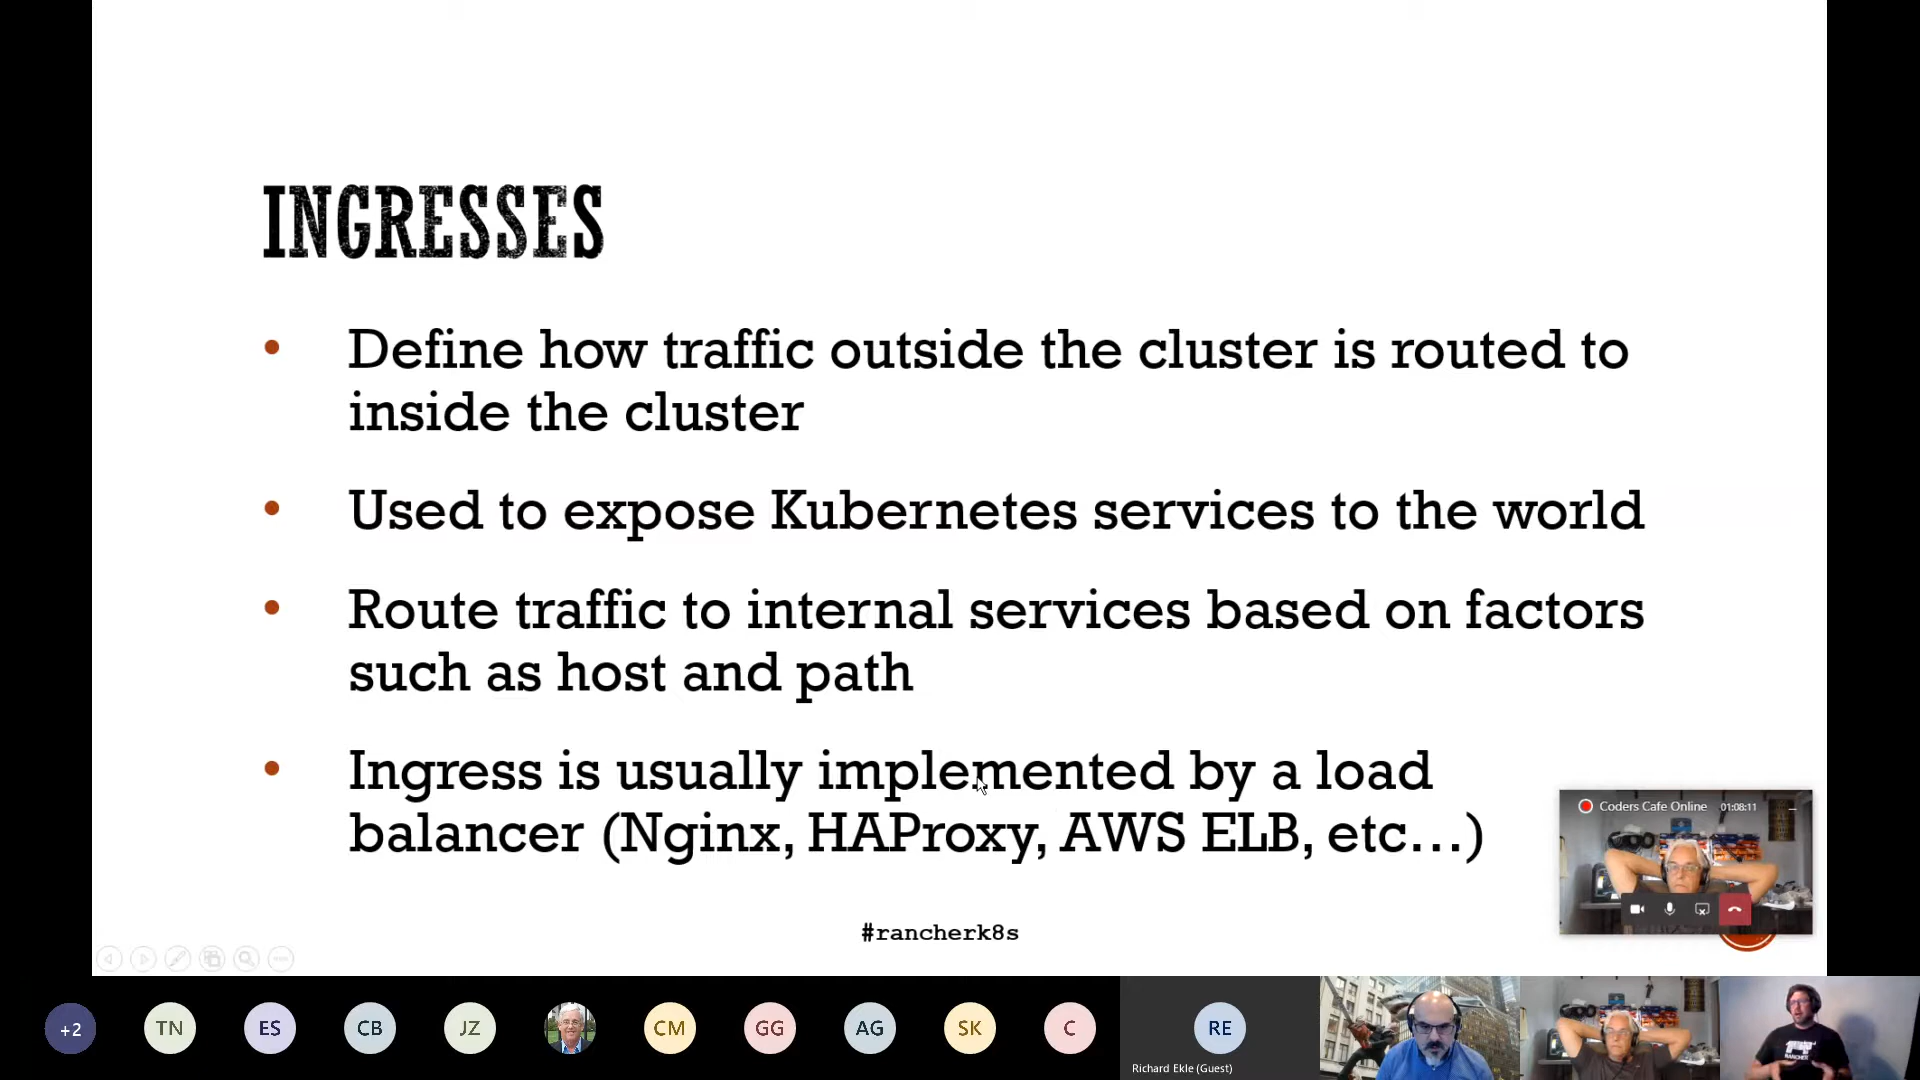 INGRESSES
• Define how traffic outside the cluster is routed to
inside the cluster
• Used to expose Kubernetes services to the world
• Route traffic to internal services based on factors
such as host and path
• Ingress is usually implemented by a load
balancer (Nginx, HAProxy, AWS ELB, etc...)
Coders Cafe Online 01:08:11
#rancherk8s
+2 TN ES CB JZ CM GG AG SK C RE
Richard Ekle (Guest)
RANCHER